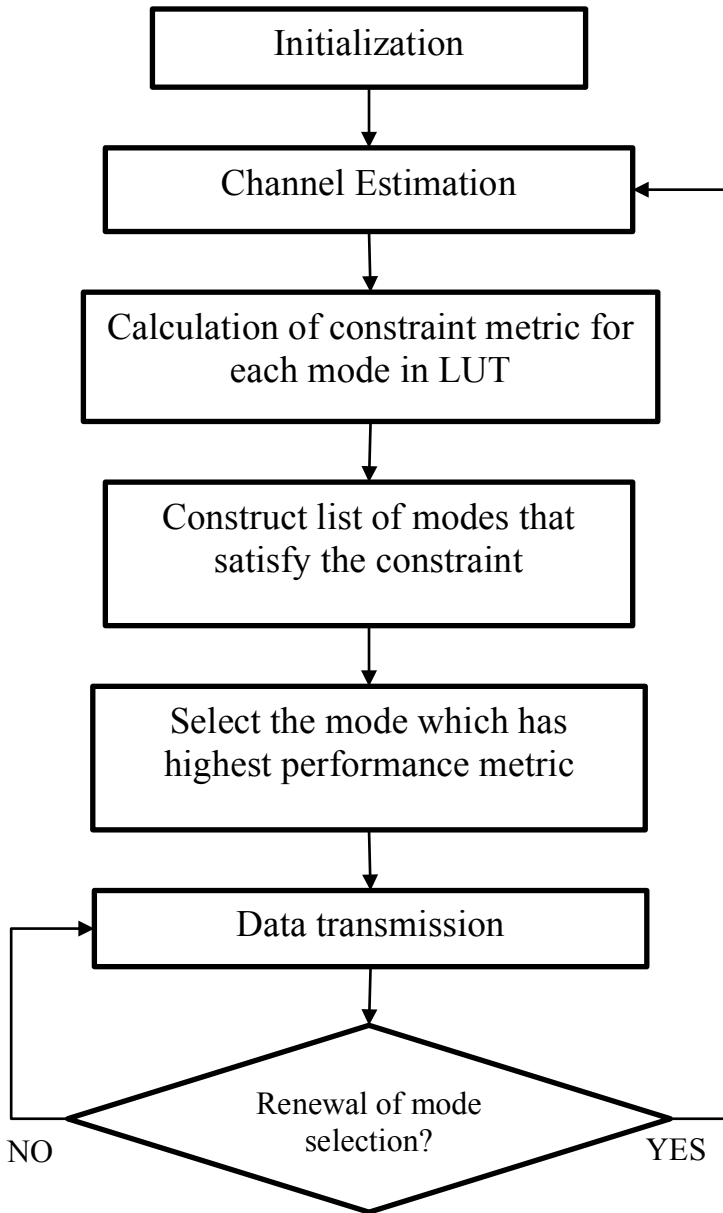 Initialization
Channel Estimation
Calculation of constraint metric for
each mode in LUT
Construct list of modes that
satisfy the constraint
Select the mode which has
highest performance metric
Data transmission
Renewal of mode
selection?
NO
YES